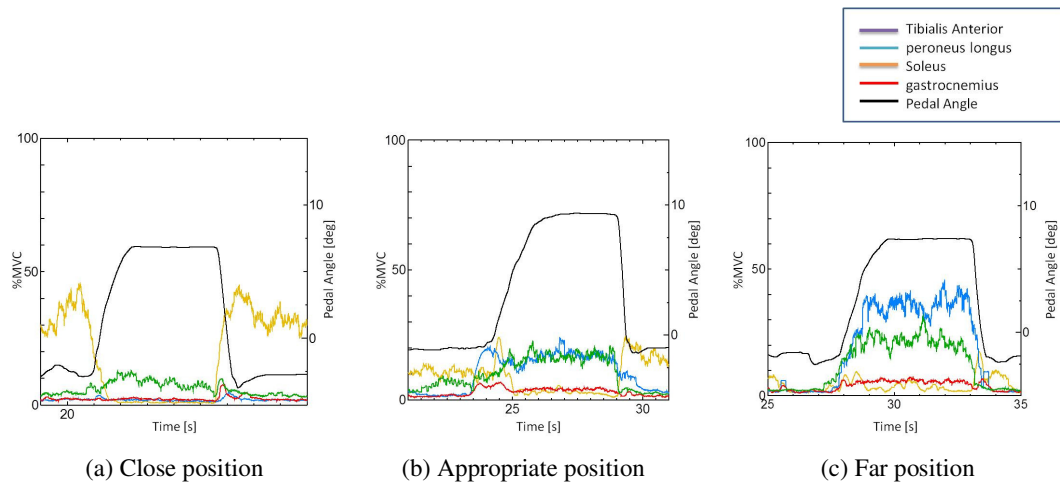 Tibialis Anterior
peroneus longus
Soleus
gastrocnemius
Pedal Angle
100
50
0
%MVC
20
Time [s]
10
0
Pedal Angle [deg]
(a) Close position
100
50
0
%MVC
25
30
Time [s]
10
0
Pedal Angle [deg]
(b) Appropriate position
100
50
0
%MVC
25
30
35
Time [s]
10
0
Pedal Angle [deg]
(c) Far position